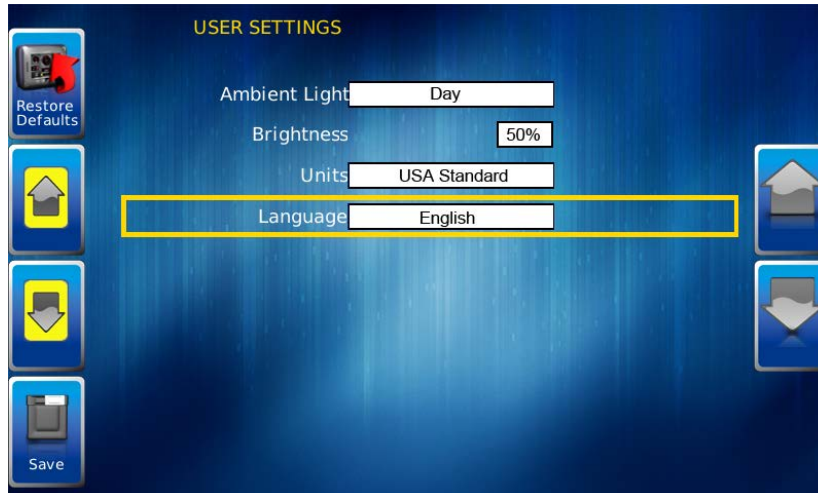 USER SETTINGS
Restore
Defaults
Ambient Light Day
Brightness 50%
Units USA Standard
Language English
Save